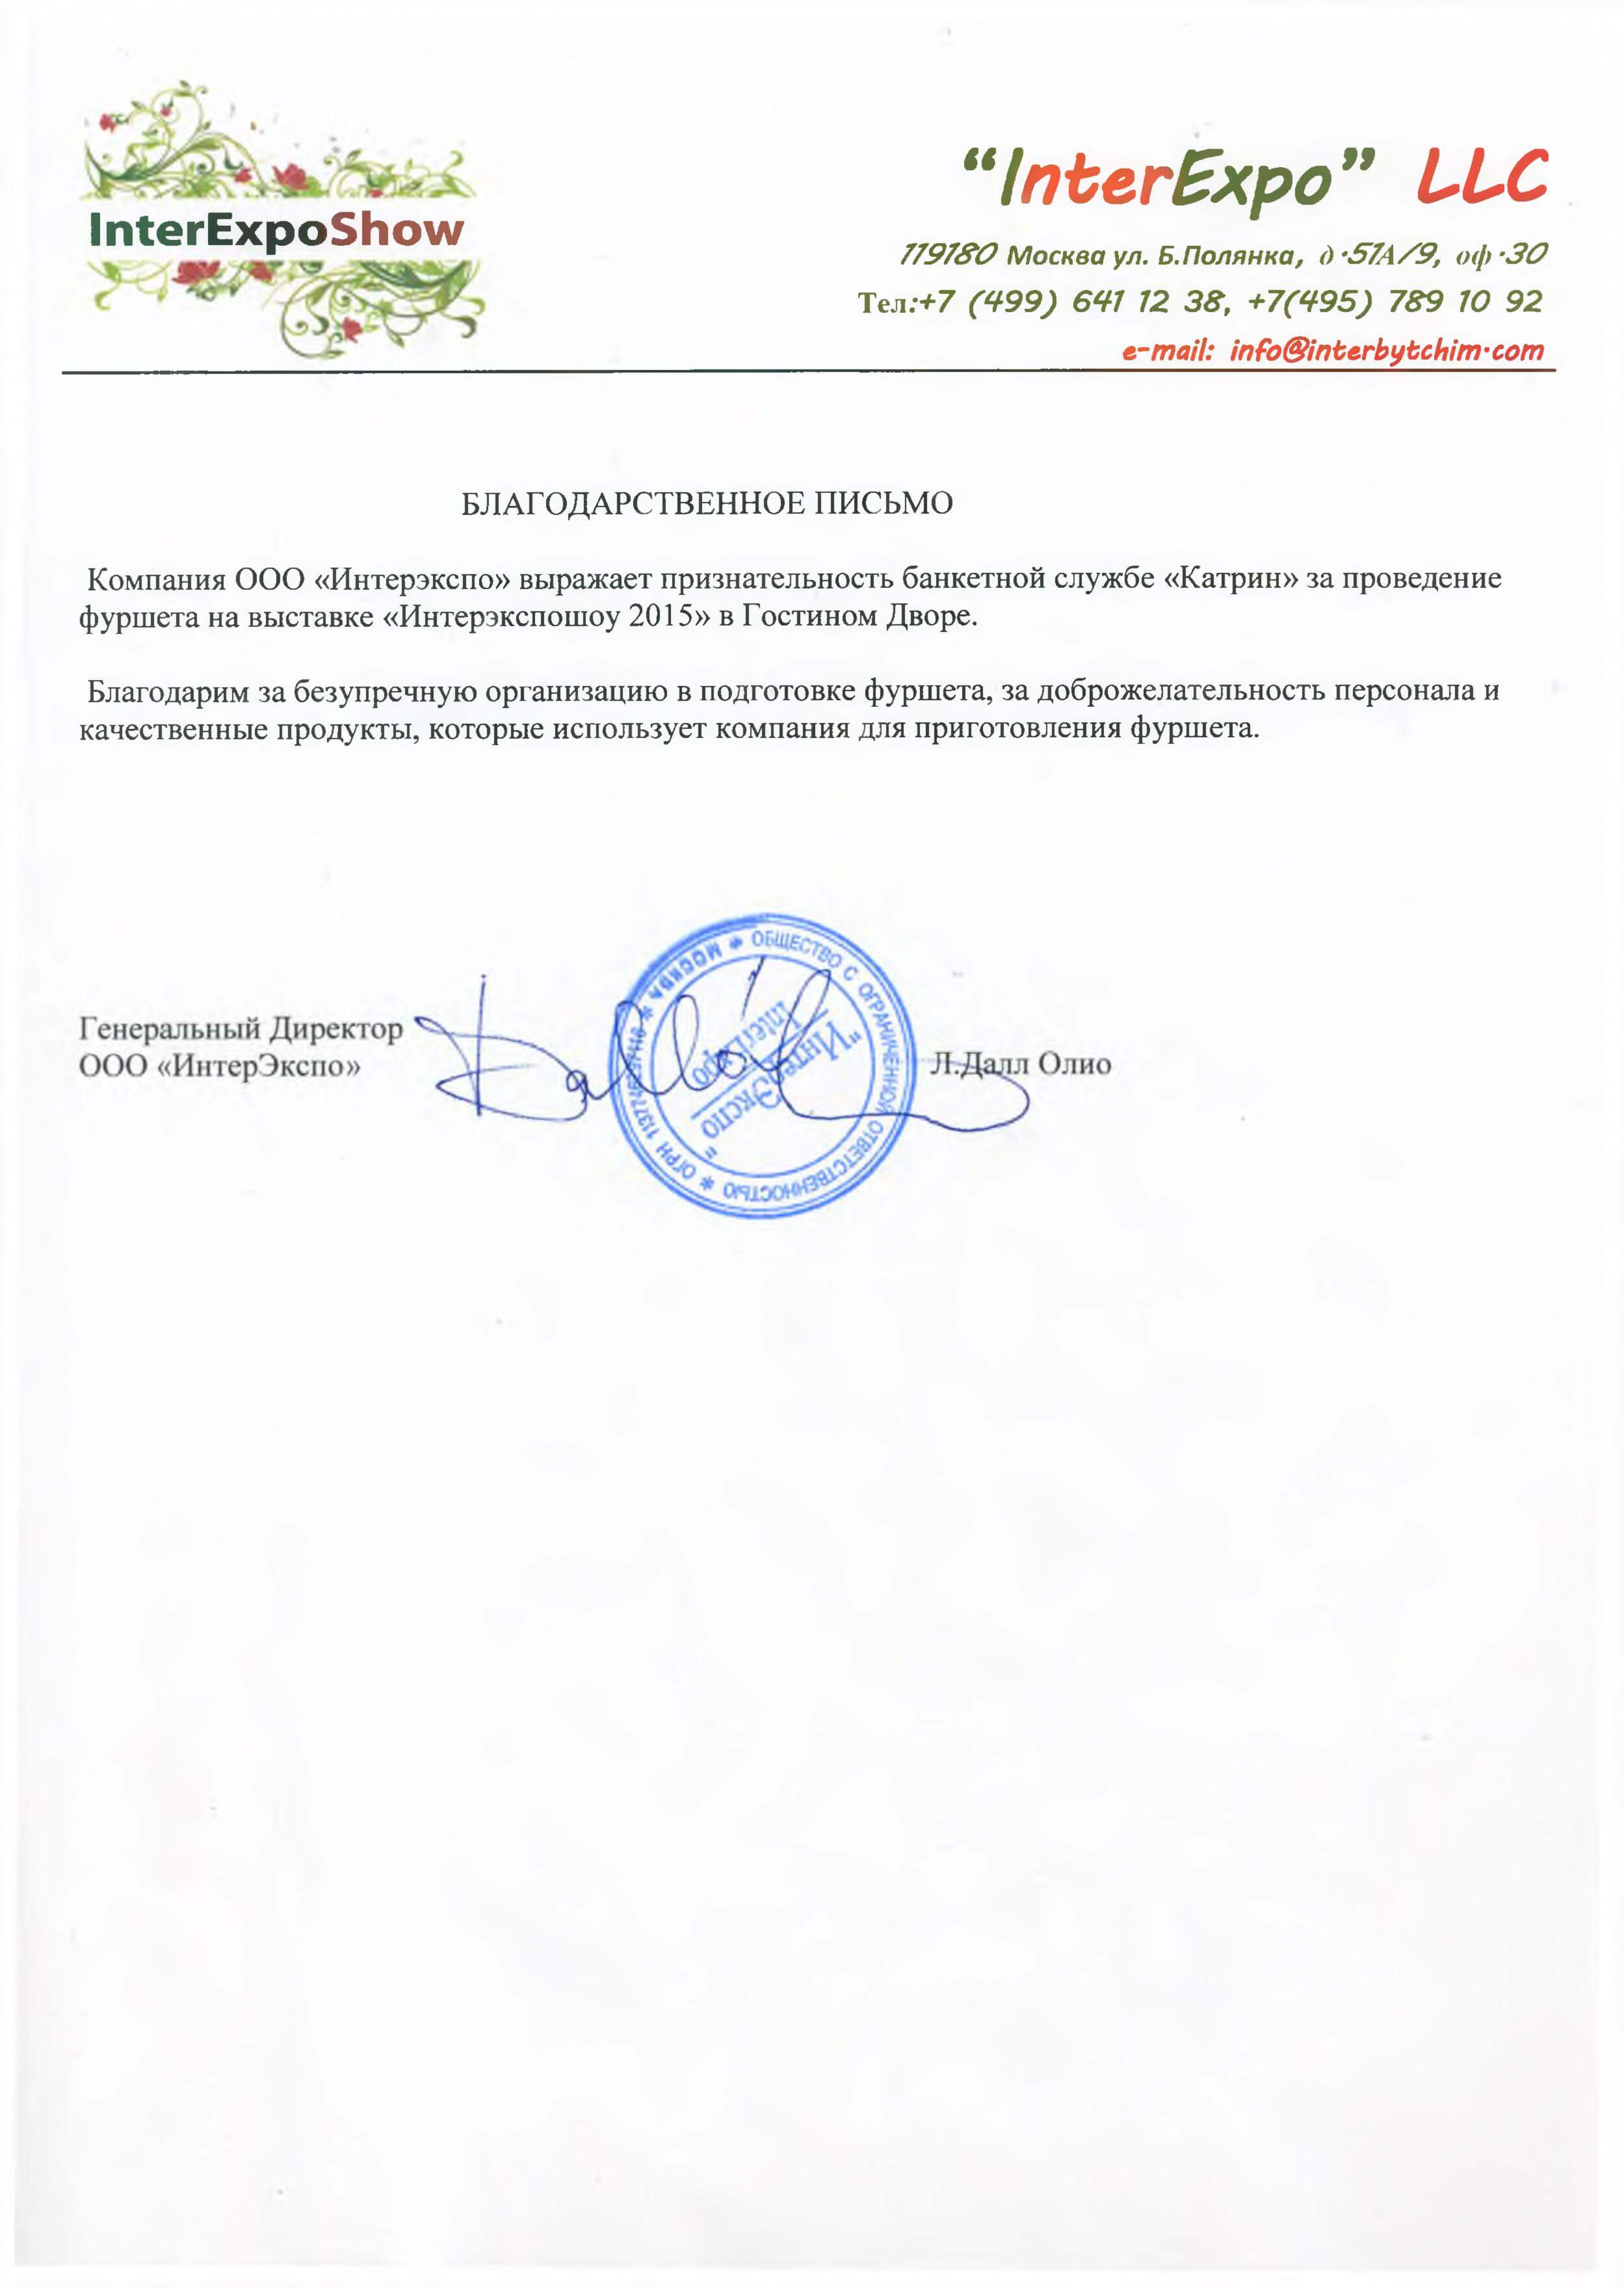 InterExpoShow
“InterExpo” LLC
119180 Москва ул. Б.Полянка, д.51А/9, оф.30
Тел.:+7 (499) 641 12 38, +7(495) 789 10 92
e-mail: info@interbytchim.com
БЛАГОДАРСТВЕННОЕ ПИСЬМО
Компания ООО «Интерэкспо» выражает признательность банкетной службе «Катрин» за проведение
фуршета на выставке «Интерэкспошоу 2015» в Гостином Дворе.
Благодарим за безупречную организацию в подготовке фуршета, за доброжелательность персонала и
качественные продукты, которые использует компания для приготовления фуршета.
Генеральный Директор
ООО «ИнтерЭкспо»
Л.Далл Олио
ОБЩЕСТВО С ОГРАНИЧЕННОЙ ОТВЕТСТВЕННОСТЬЮ * ОГРН * МОСКВА *
"ИнтерЭкспо"
InterExpo